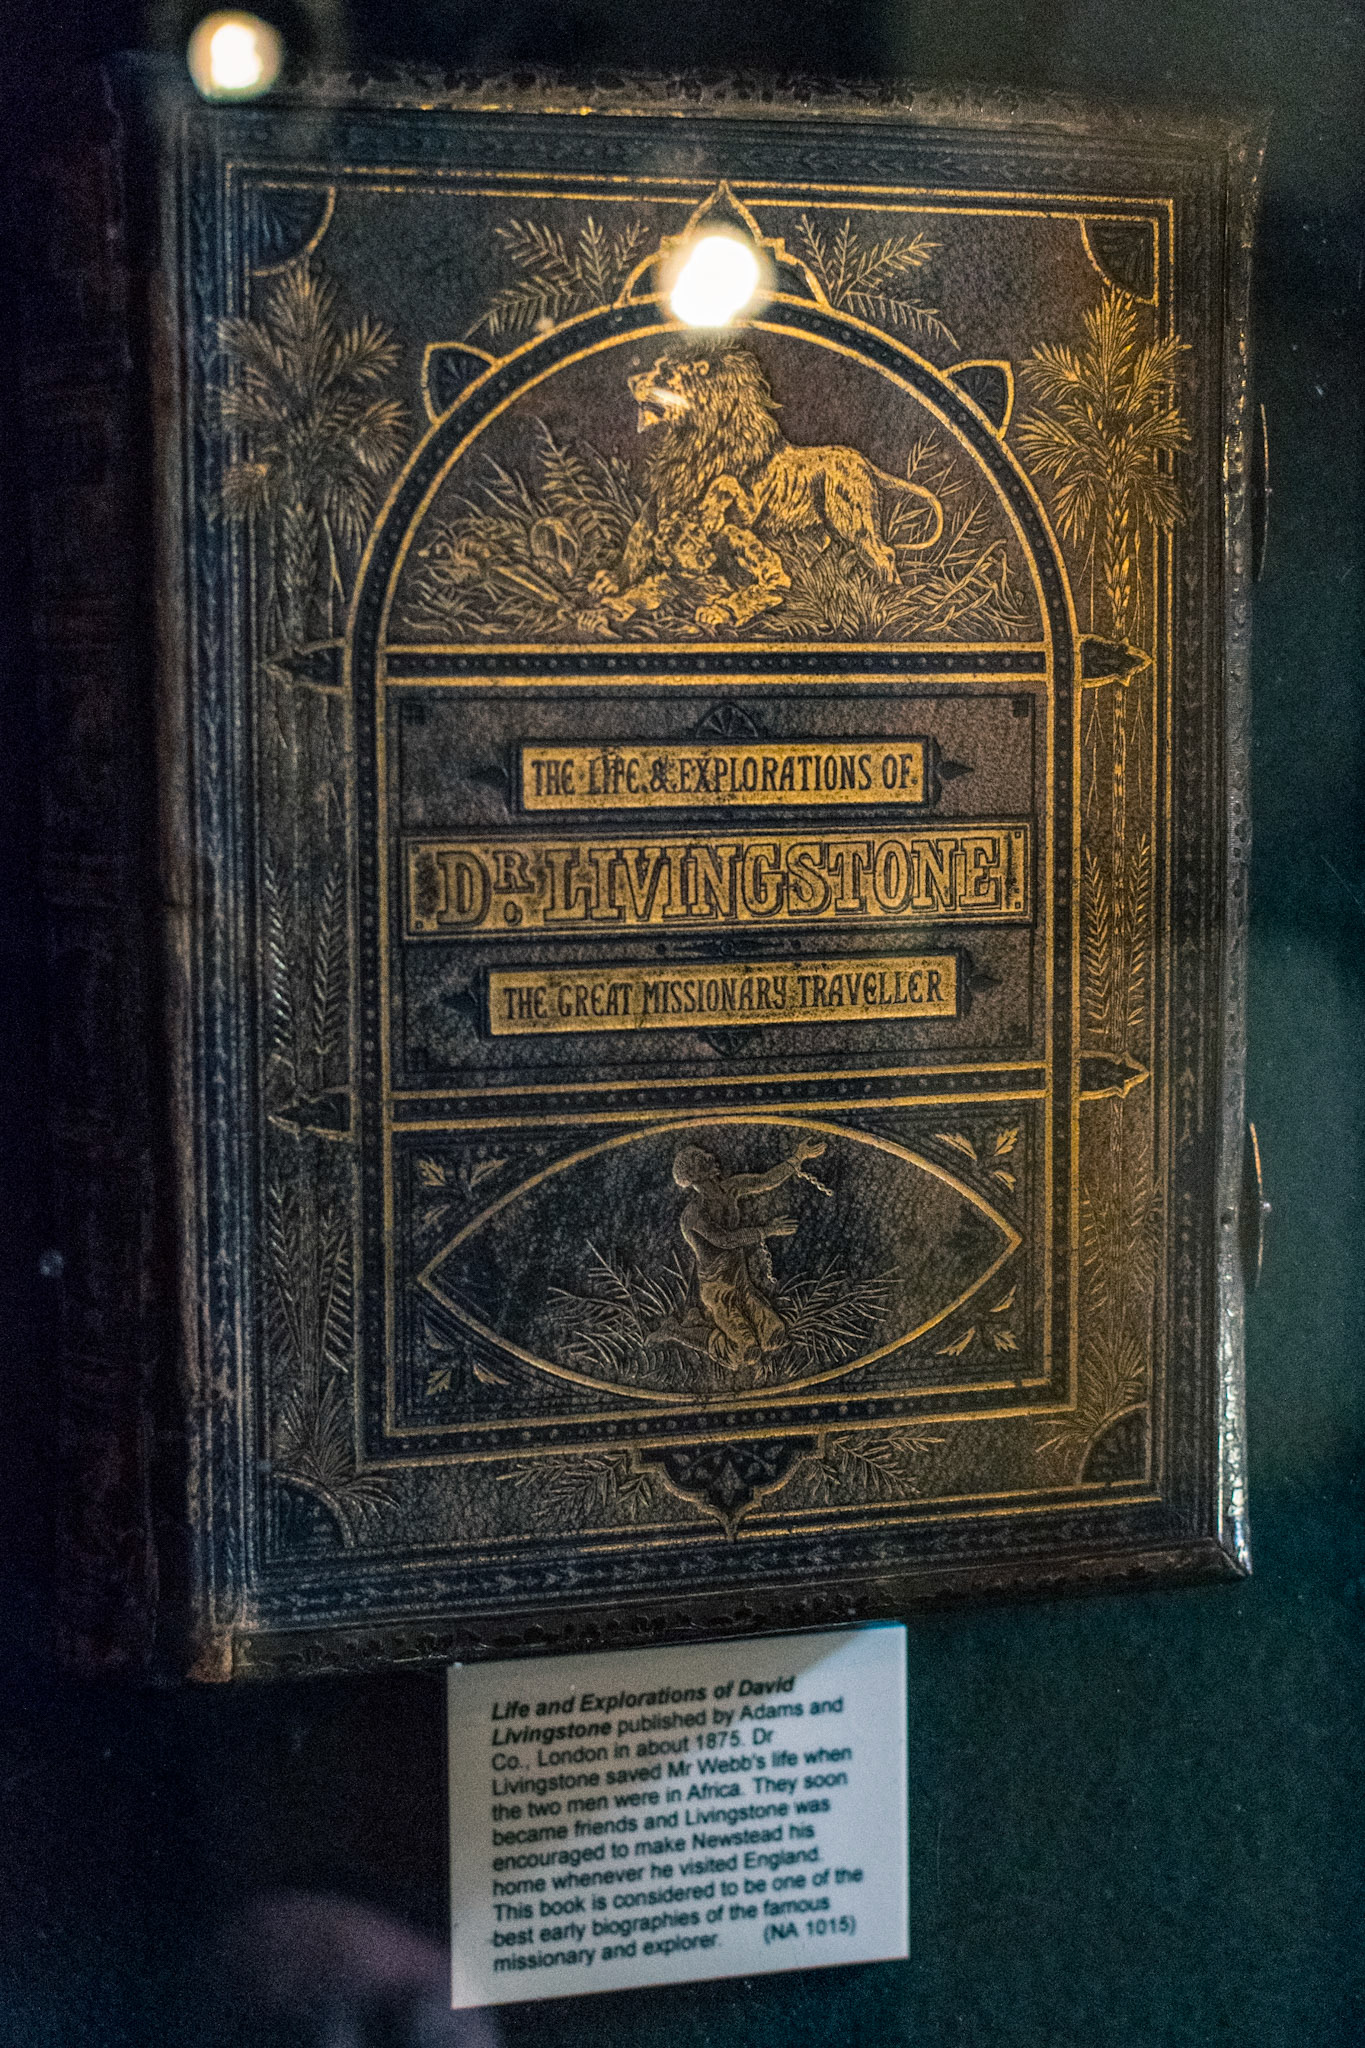 THE LIFE & EXPLORATIONS OF
DR. LIVINGSTONE
THE GREAT MISSIONARY TRAVELLER
Life and Explorations of David
Livingstone published by Adams and
Co., London in about 1875. Dr
Livingstone saved Mr Webb's life when
the two men were in Africa. They soon
became friends and Livingstone was
encouraged to make Newstead his
home whenever he visited England.
This book is considered to be one of the
best early biographies of the famous
missionary and explorer. (NA 1015)